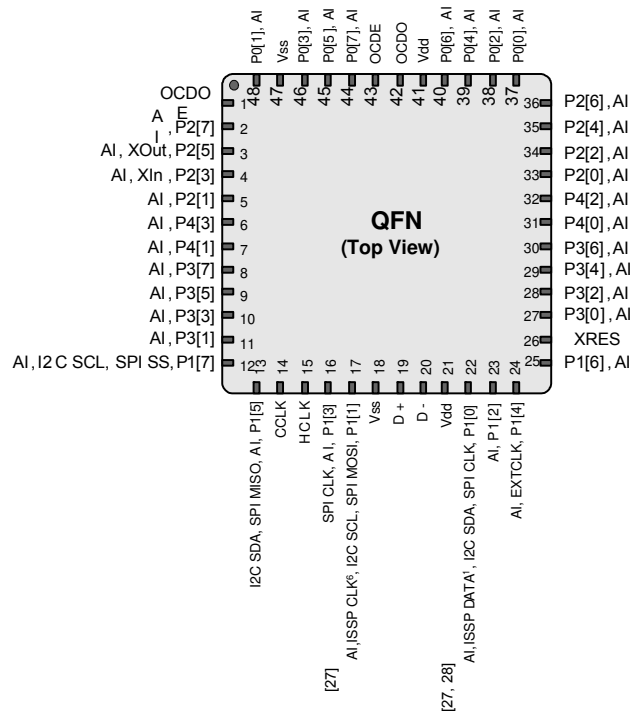 P0[1], AI
Vss
P0[3], AI
P0[5], AI
P0[7], AI
OCDE
OCDO
Vdd
P0[6], AI
P0[4], AI
P0[2], AI
P0[0], AI
48
47
46
45
44
43
42
41
40
39
38
37
OCDO
A E
I , P2[7]
AI , XOut, P2[5]
AI , XIn , P2[3]
AI , P2[1]
AI , P4[3]
AI , P4[1]
AI , P3[7]
AI , P3[5]
AI , P3[3]
AI , P3[1]
AI , I2 C SCL, SPI SS, P1[7]
1
2
3
4
5
6
7
8
9
10
11
12
QFN
(Top View)
36
35
34
33
32
31
30
29
28
27
26
25
P2[6] , AI
P2[4] , AI
P2[2] , AI
P2[0] , AI
P4[2] , AI
P4[0] , AI
P3[6] , AI
P3[4] , AI
P3[2] , AI
P3[0] , AI
XRES
P1[6] , AI
13
14
15
16
17
18
19
20
21
22
23
24
I2C SDA, SPI MISO, AI, P1[5]
CCLK
HCLK
SPI CLK, AI, P1[3]
AI,ISSP CLK⁶, I2C SCL, SPI MOSI, P1[1]
Vss
D +
D -
Vdd
AI,ISSP DATA¹, I2C SDA, SPI CLK, P1[0]
AI, P1[2]
AI, EXTCLK, P1[4]
[27]
[27, 28]